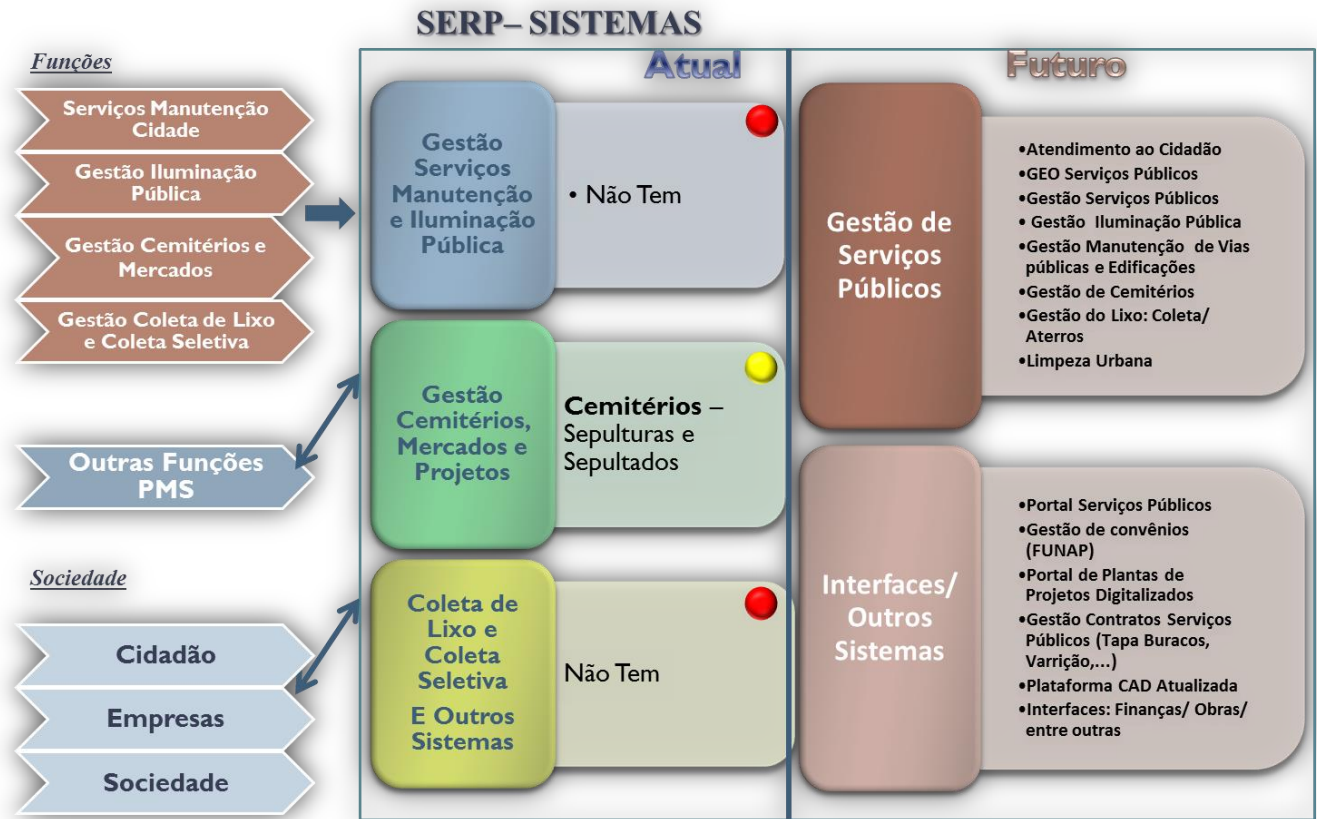 SERP– SISTEMAS
Funções
Serviços Manutenção
Cidade
Gestão Iluminação
Pública
Gestão Cemitérios e
Mercados
Gestão Coleta de Lixo
e Coleta Seletiva
Outras Funções
PMS
Sociedade
Cidadão
Empresas
Sociedade
Atual
Gestão
Serviços
Manutenção
e Iluminação
Pública
• Não Tem
Gestão
Cemitérios,
Mercados e
Projetos
Cemitérios –
Sepulturas e
Sepultados
Coleta de
Lixo e
Coleta
Seletiva
E Outros
Sistemas
Não Tem
Futuro
Gestão de
Serviços
Públicos
•Atendimento ao Cidadão
•GEO Serviços Públicos
•Gestão Serviços Públicos
• Gestão Iluminação Pública
•Gestão Manutenção de Vias
públicas e Edificações
•Gestão de Cemitérios
•Gestão do Lixo: Coleta/
Aterros
•Limpeza Urbana
Interfaces/
Outros
Sistemas
•Portal Serviços Públicos
•Gestão de convênios
(FUNAP)
•Portal de Plantas de
Projetos Digitalizados
•Gestão Contratos Serviços
Públicos (Tapa Buracos,
Varrição,...)
•Plataforma CAD Atualizada
•Interfaces: Finanças/ Obras/
entre outras